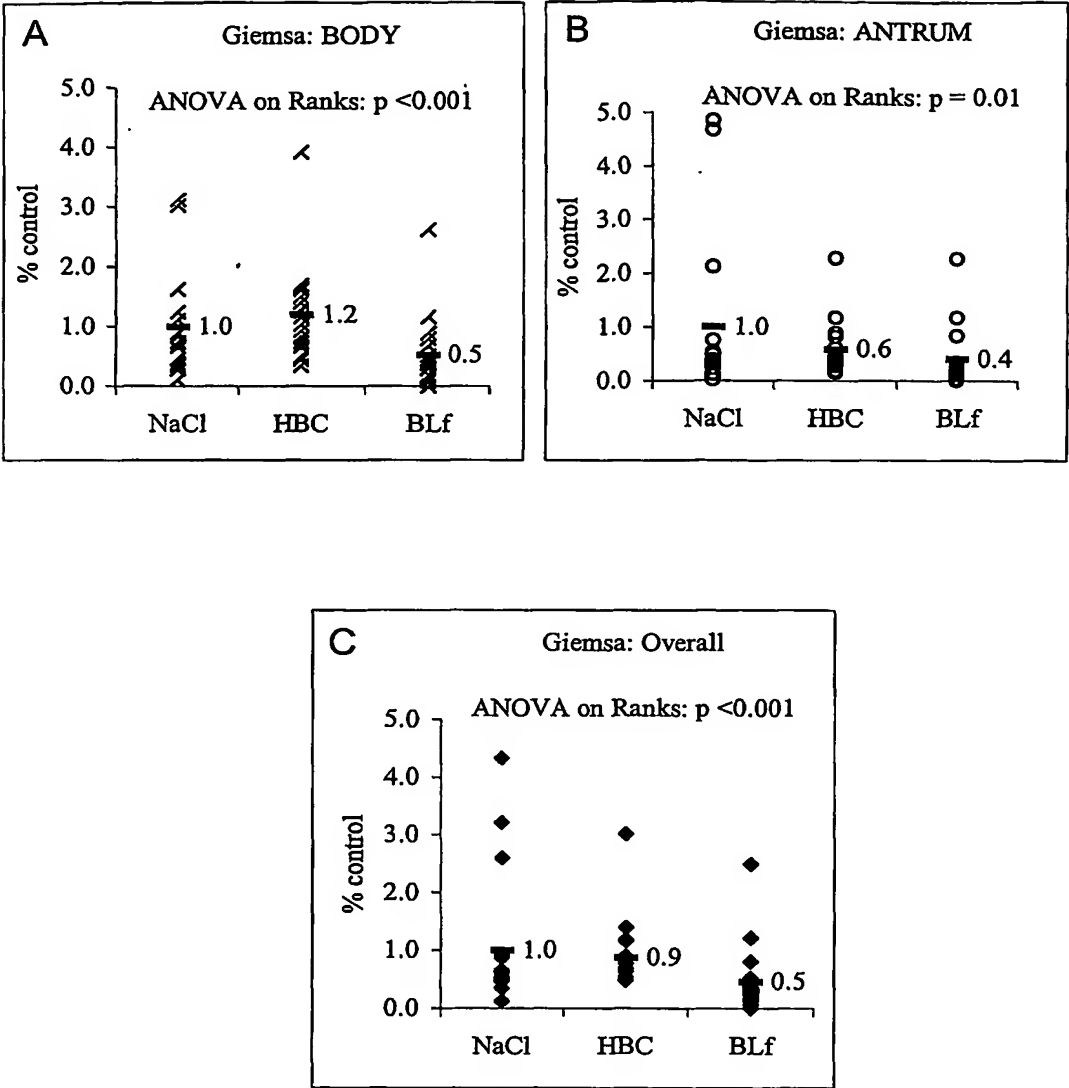 A
Giemsa: BODY
ANOVA on Ranks: p <0.001
% control
5.0
4.0
3.0
2.0
1.0
0.0
1.0
1.2
0.5
NaCl HBC BLf
B
Giemsa: ANTRUM
ANOVA on Ranks: p = 0.01
% control
5.0
4.0
3.0
2.0
1.0
0.0
1.0
0.6
0.4
NaCl HBC BLf
C
Giemsa: Overall
ANOVA on Ranks: p <0.001
% control
5.0
4.0
3.0
2.0
1.0
0.0
1.0
0.9
0.5
NaCl HBC BLf